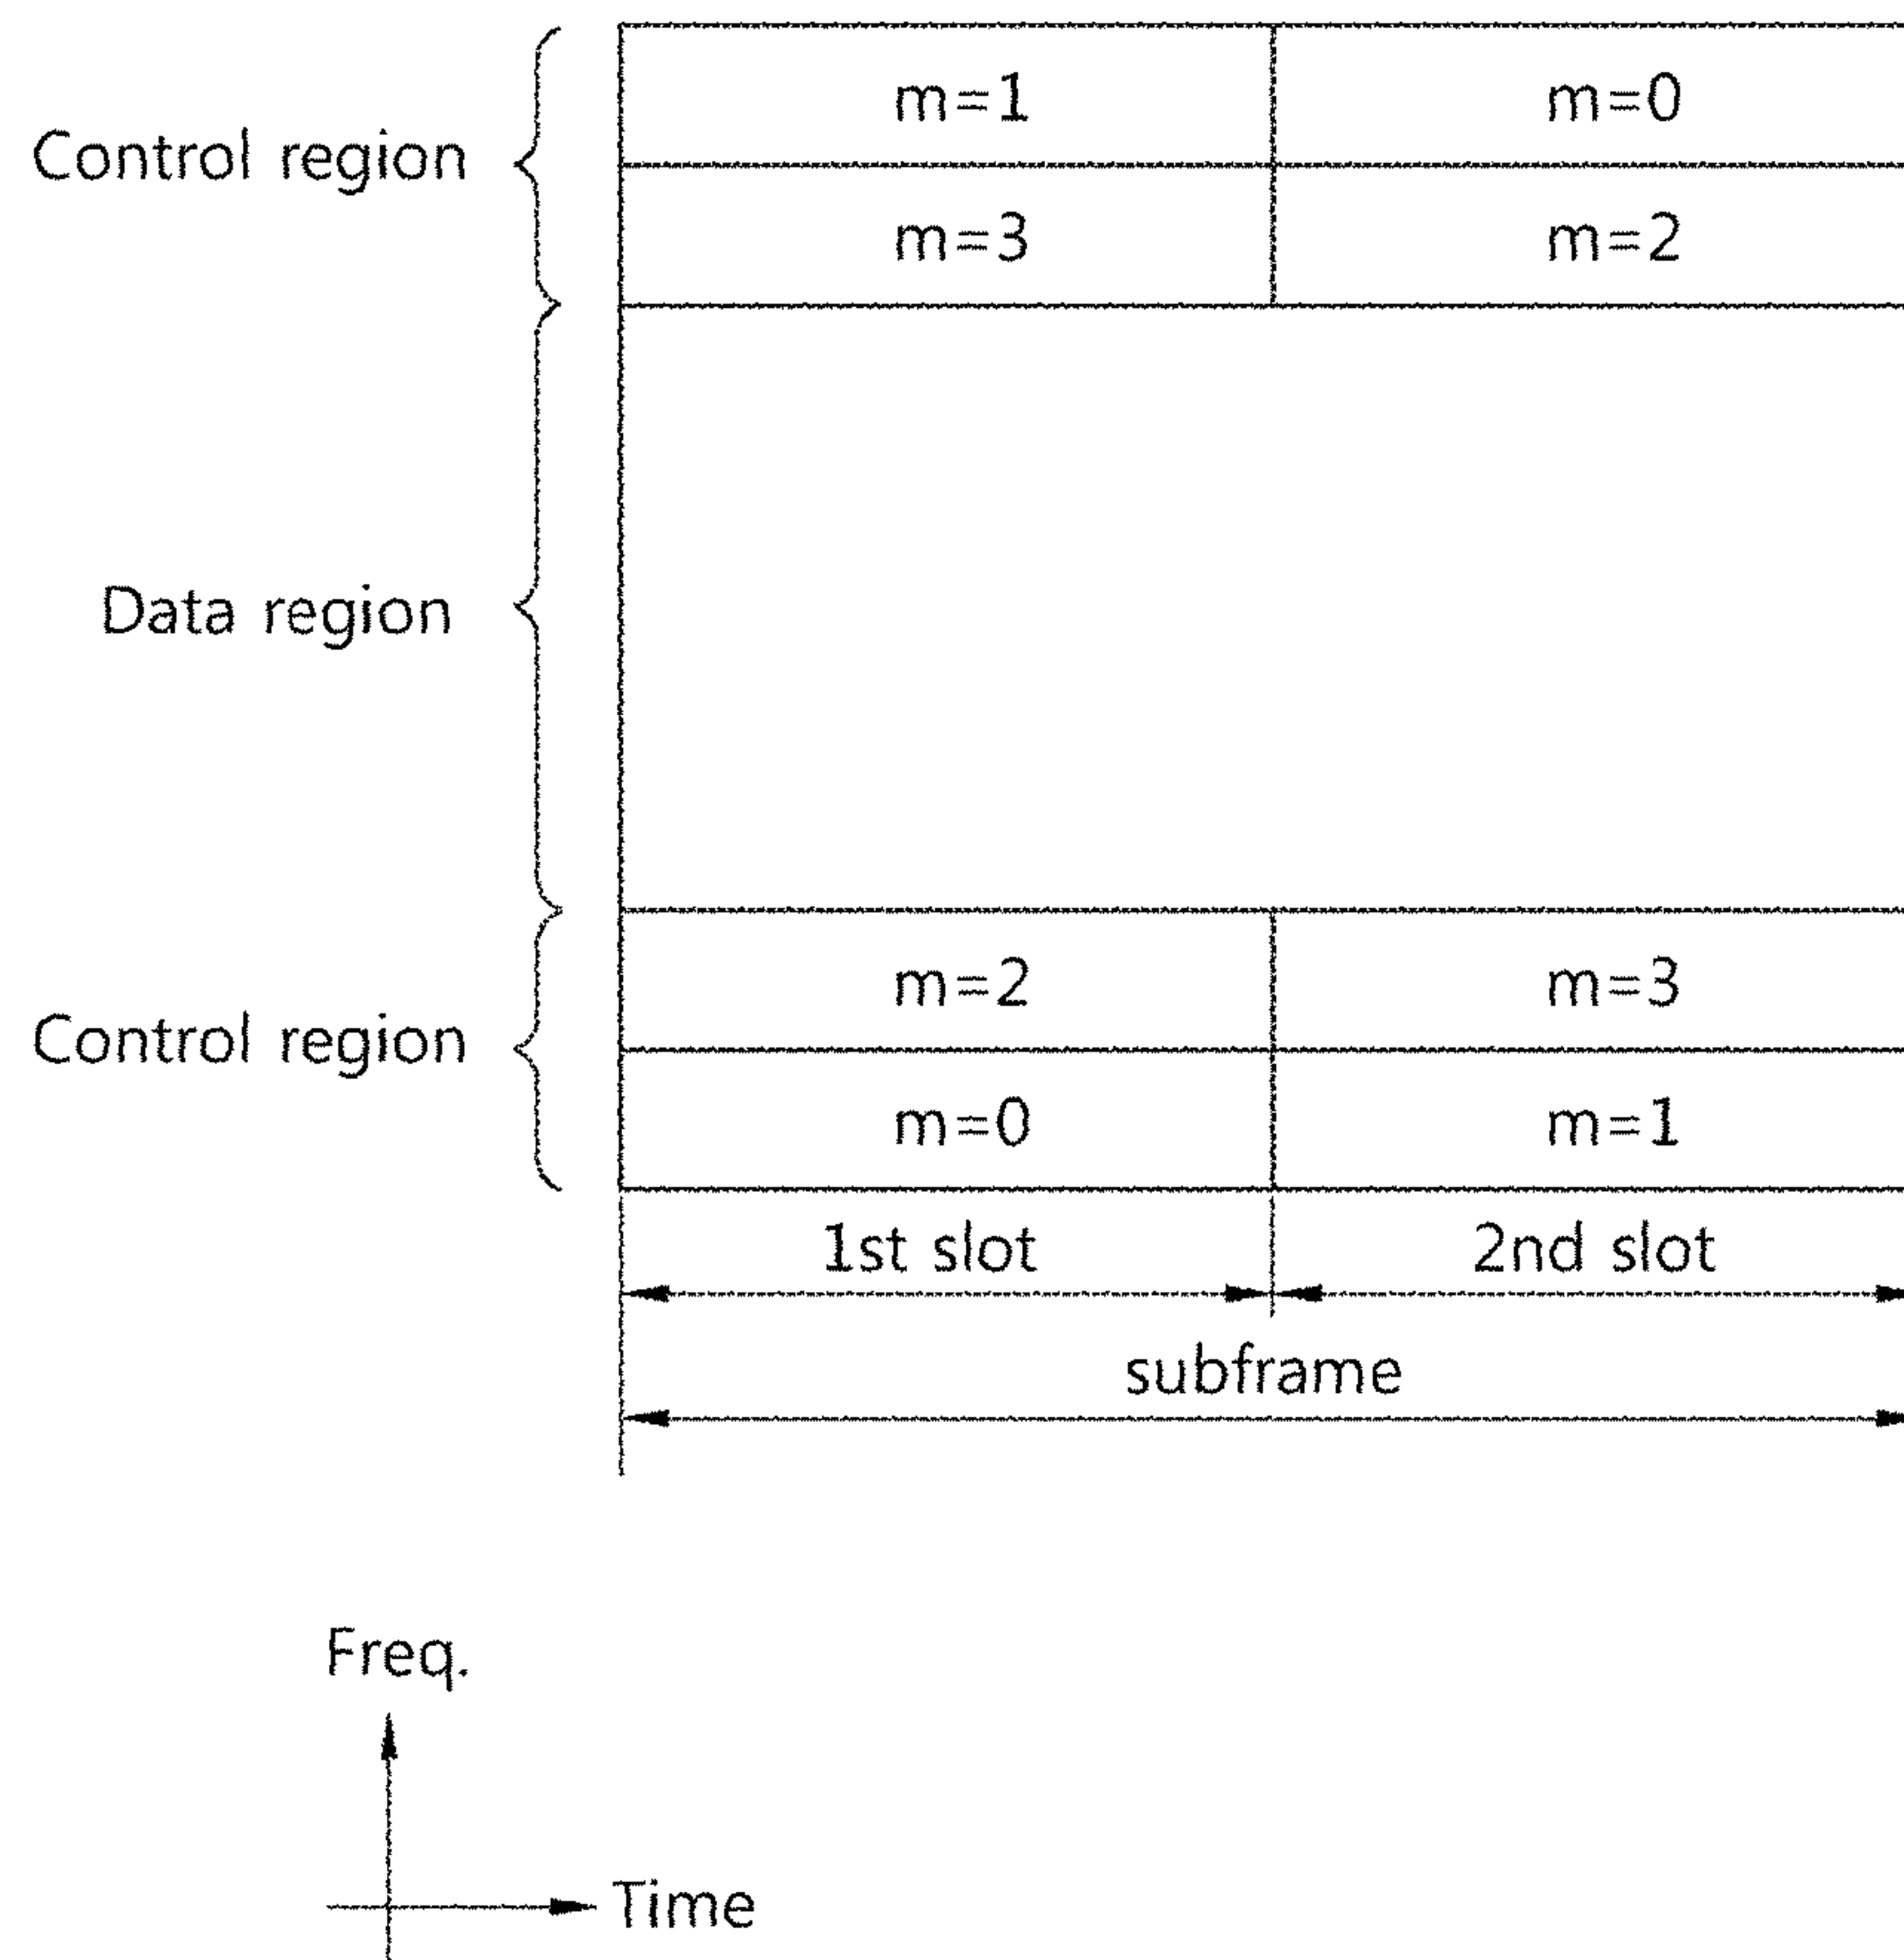 m=1 m=0
Control region
m=3 m=2
Data region
m=2 m=3
Control region
m=0 m=1
1st slot 2nd slot
subframe
Freq.
Time